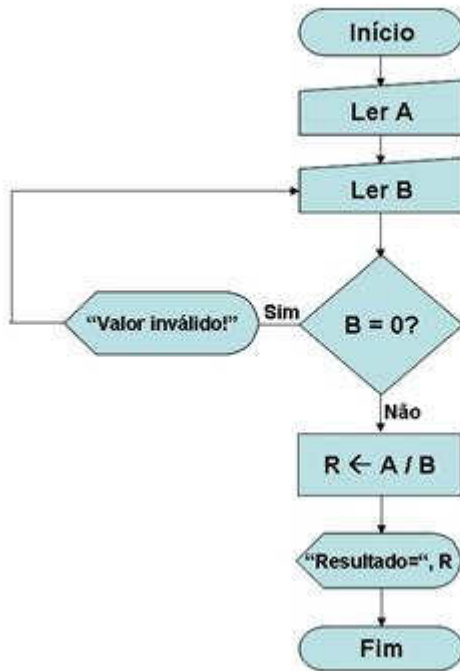 Início
Ler A
Ler B
B = 0?
Sim
“Valor inválido!”
Não
R ← A / B
“Resultado=“, R
Fim